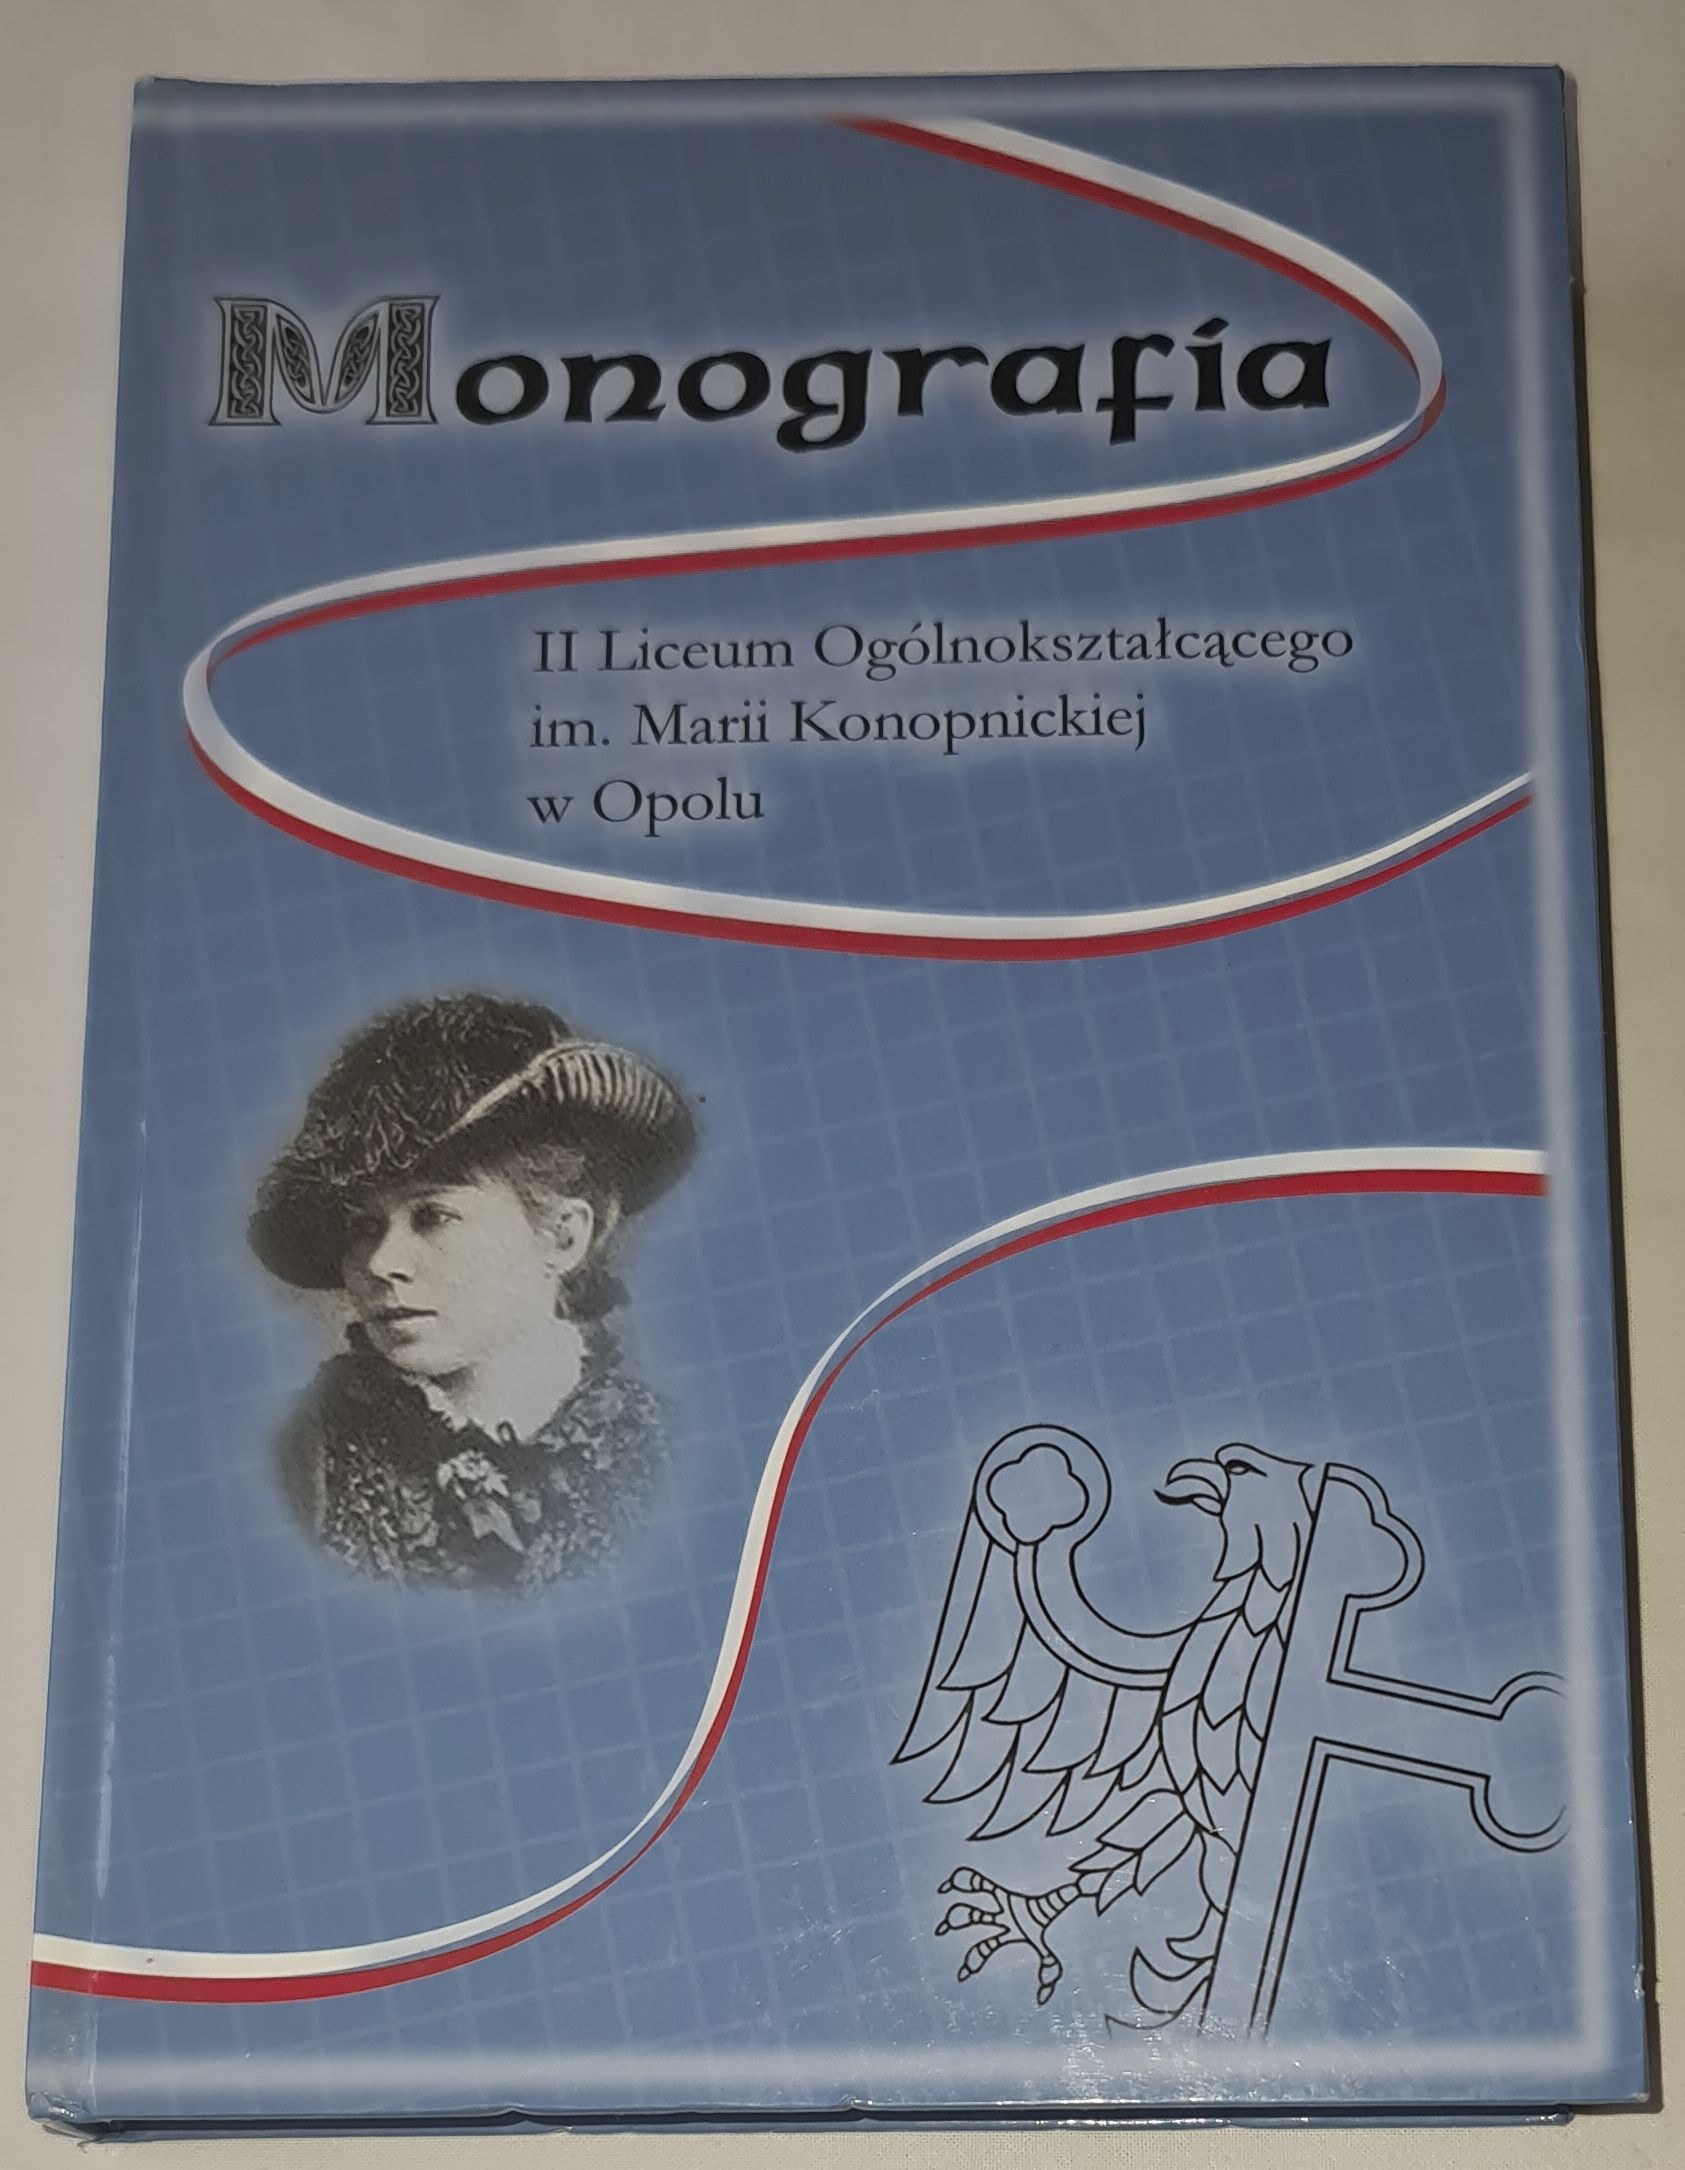 Monografia
II Liceum Ogólnokształcącego
im. Marii Konopnickiej
w Opolu